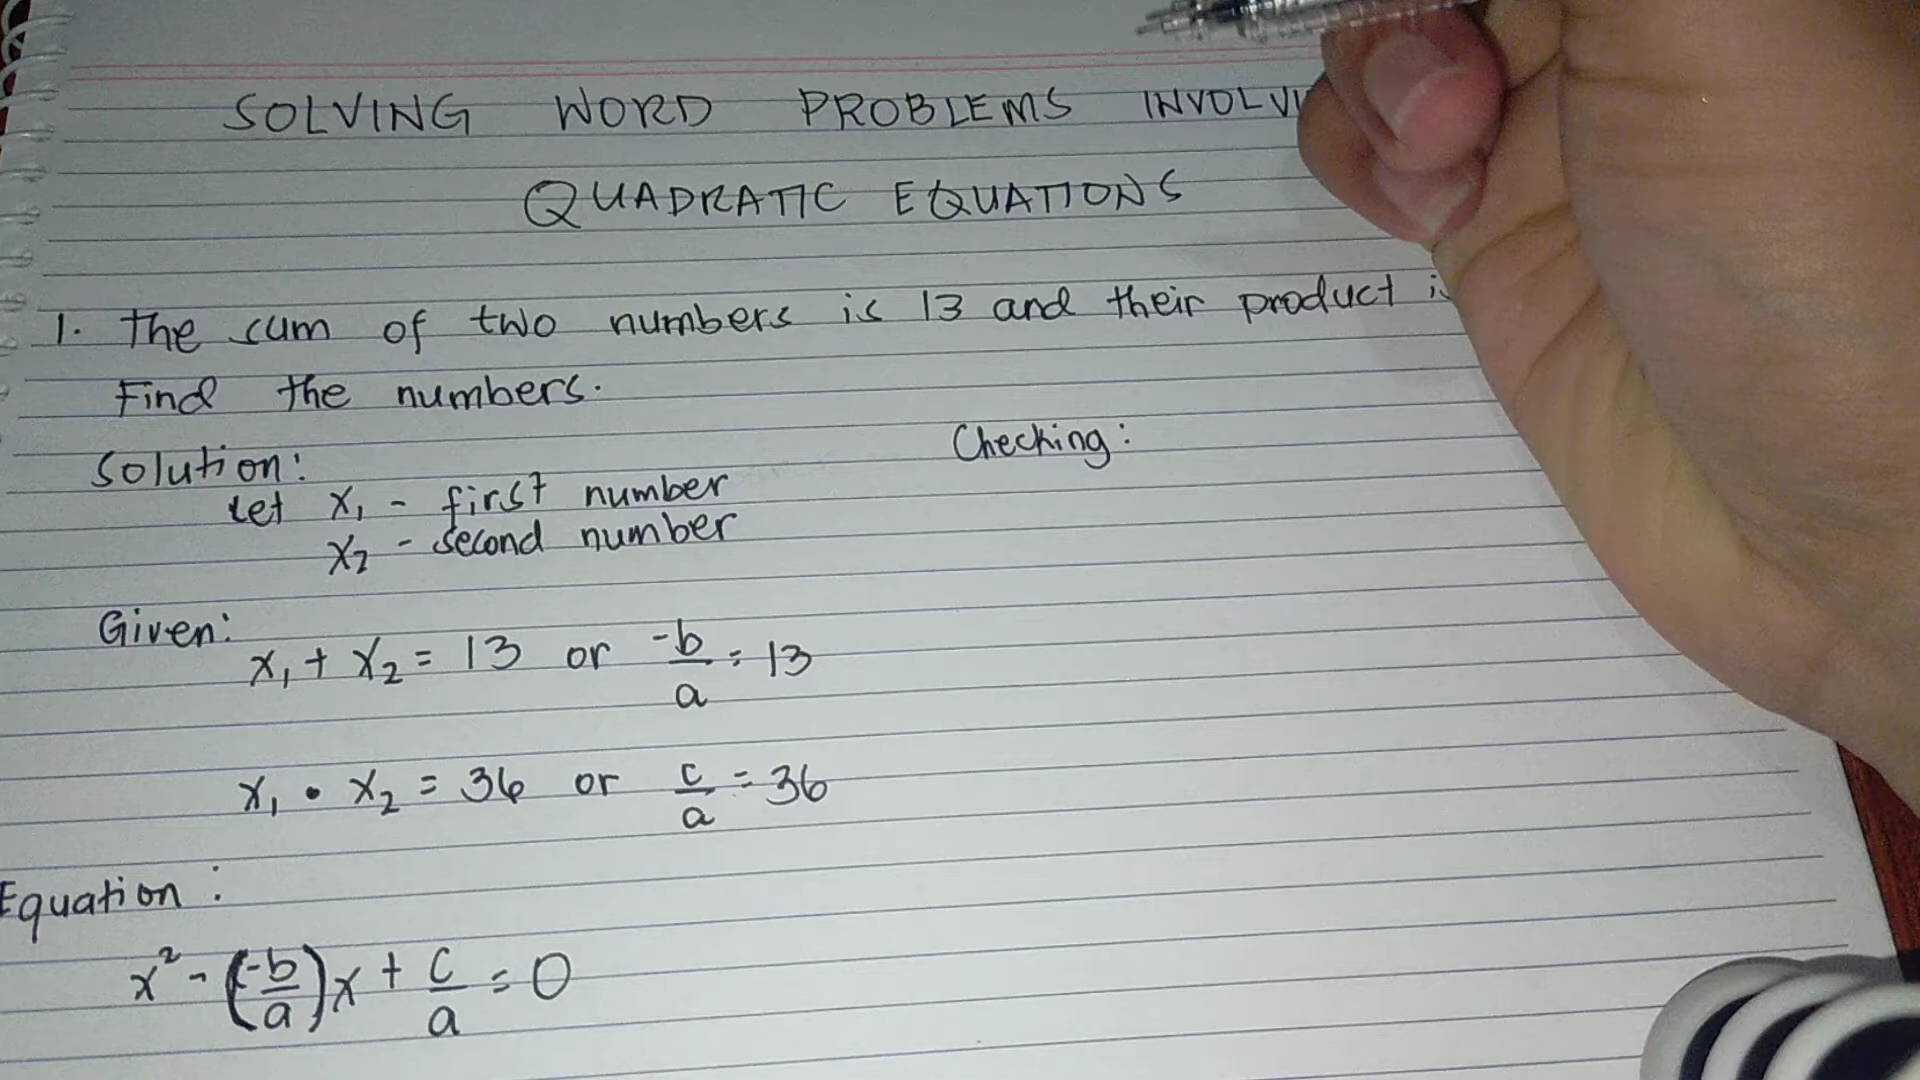 SOLVING WORD PROBLEMS
QUADRATIC EQUATIONS
1. The sum of two numbers is 13 and their product
Find the numbers.
Solution:
Checking:
Let x₁ - first number
x₂ - second number
Given:
x₁ + x₂ = 13 or -b/a = 13
x₁ • x₂ = 36 or c/a = 36
Equation:
x² - (-b/a)x + c/a = 0